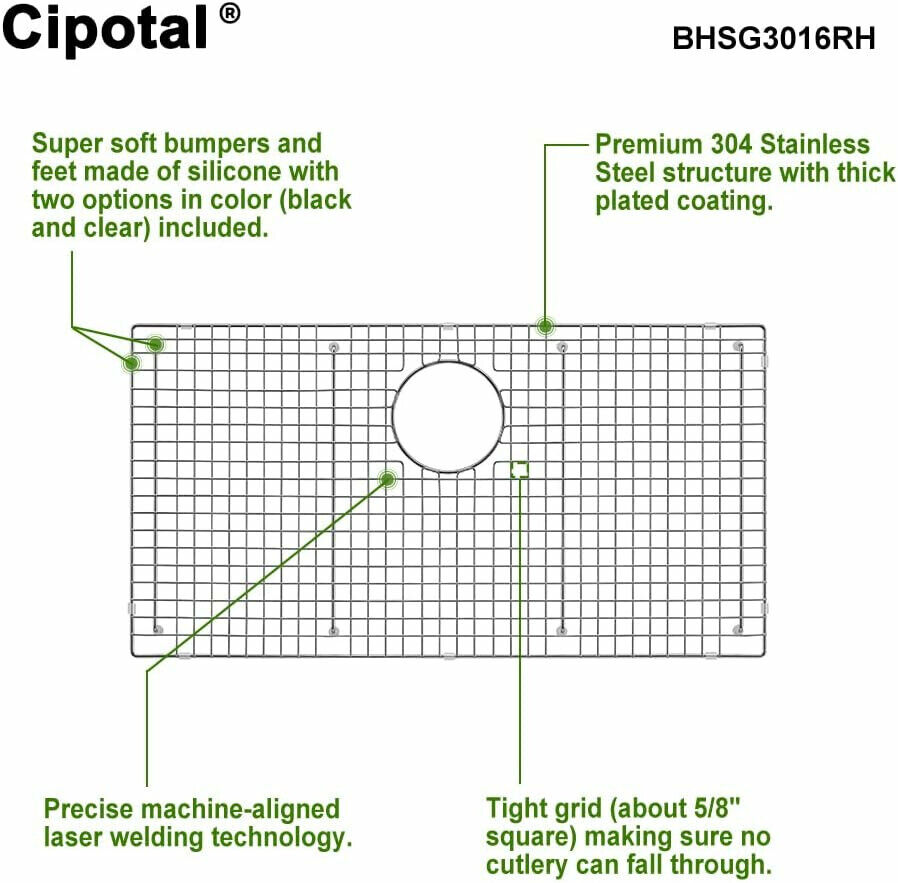 Cipotal ®
BHSG3016RH
Super soft bumpers and
feet made of silicone with
two options in color (black
and clear) included.
Premium 304 Stainless
Steel structure with thick
plated coating.
Precise machine-aligned
laser welding technology.
Tight grid (about 5/8"
square) making sure no
cutlery can fall through.